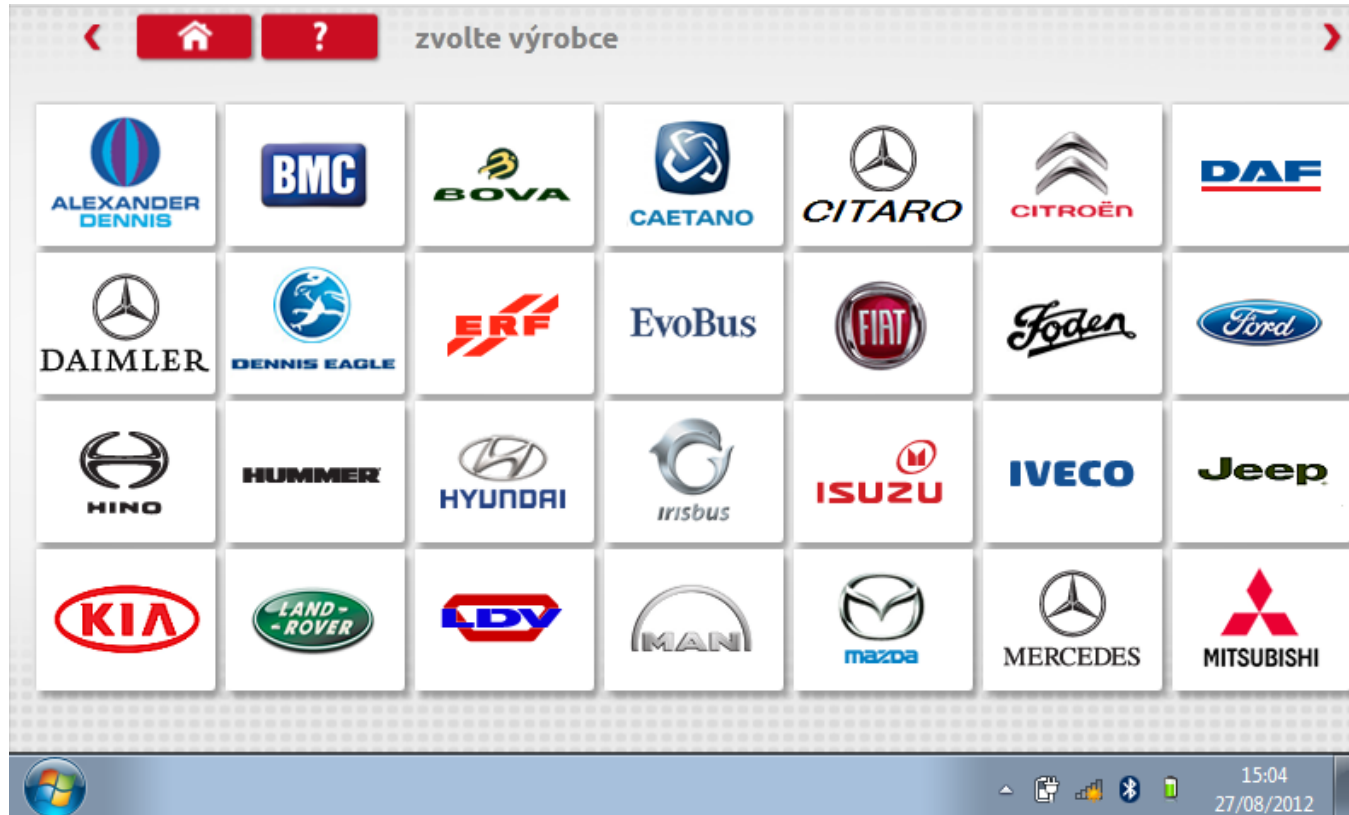 ?
zvolte výrobce
ALEXANDER
DENNIS
BMC
BOVA
CAETANO
CITARO
CITROËN
DAF
DAIMLER
DENNIS EAGLE
ERF
EvoBus
FIAT
Foden
Ford
HINO
HUMMER
HYUNDAI
irisbus
ISUZU
IVECO
Jeep
KIA
LAND-
-ROVER
LDV
MAN
mazda
MERCEDES
MITSUBISHI
15:04
27/08/2012